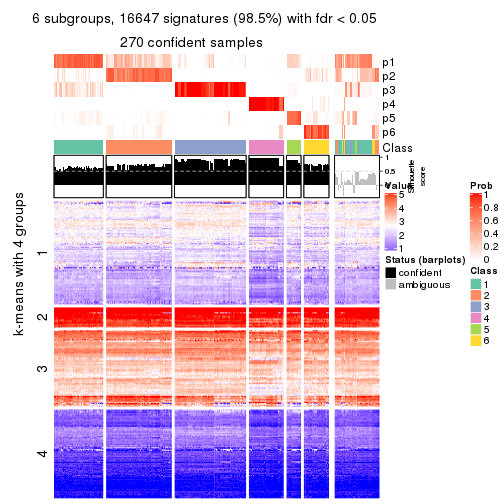 6 subgroups, 16647 signatures (98.5%) with fdr < 0.05
270 confident samples
p1
p2
p3
p4
p5
p6
Class
1
0.5
0
Silhouette
score
k-means with 4 groups
1
2
3
4
Value
5
4
3
2
1
Status (barplots)
confident
ambiguous
Prob
1
0.8
0.6
0.4
0.2
0
Class
1
2
3
4
5
6